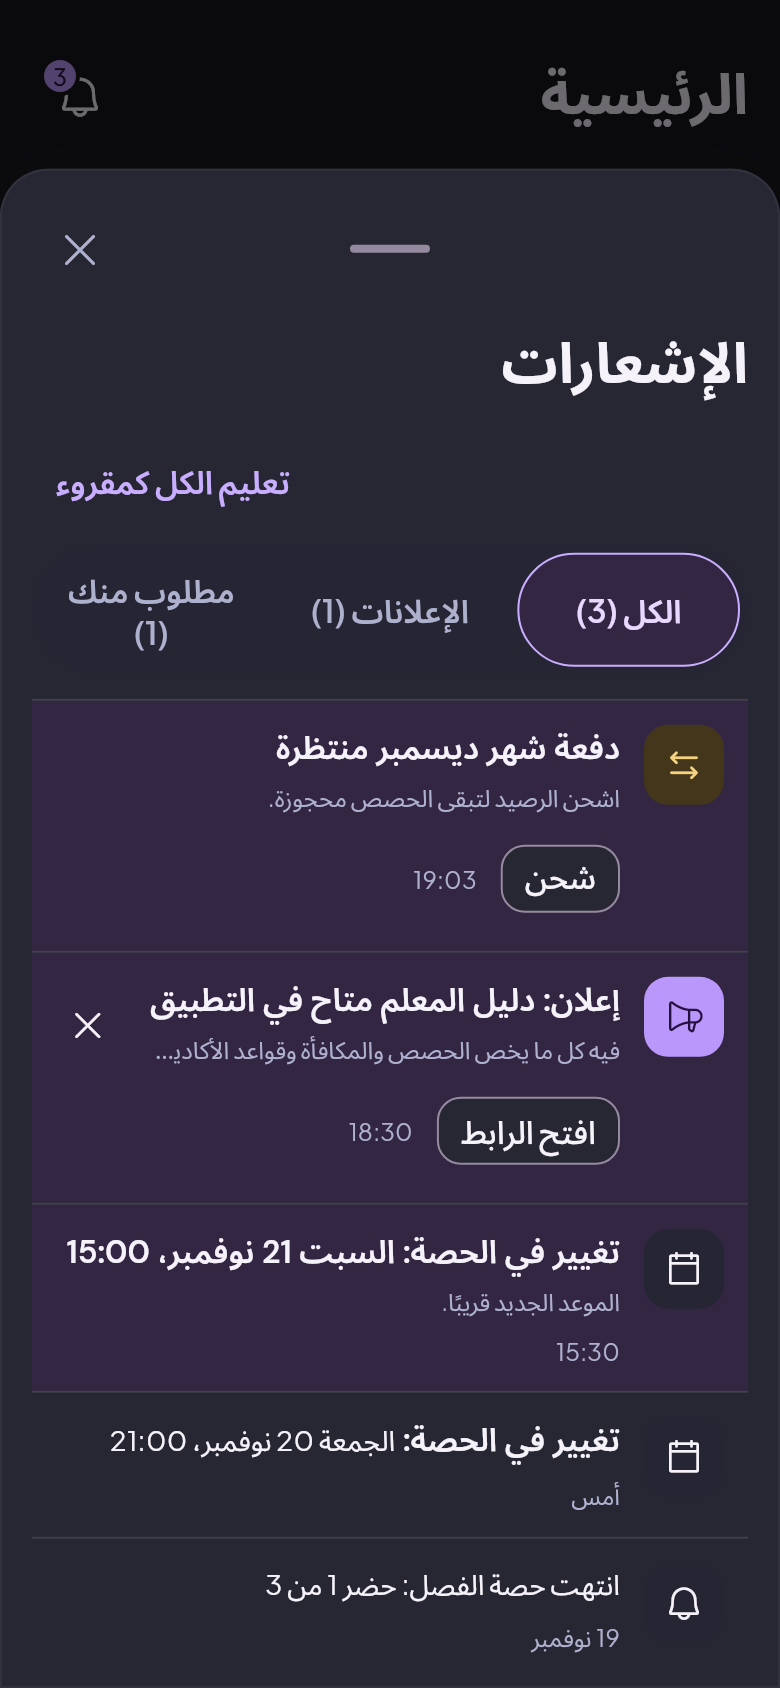 الرئيسية
3
الإشعارات
تعليم الكل كمقروء
الكل (3)
الإعلانات (1)
مطلوب منك
(1)
دفعة شهر ديسمبر منتظرة
اشحن الرصيد لتبقى الحصص محجوزة.
شحن
19:03
إعلان: دليل المعلم متاح في التطبيق
فيه كل ما يخص الحصص والمكافأة وقواعد الأكاديـ...
افتح الرابط
18:30
تغيير في الحصة: السبت 21 نوفمبر، 15:00
الموعد الجديد قريبًا.
15:30
تغيير في الحصة: الجمعة 20 نوفمبر، 21:00
أمس
انتهت حصة الفصل: حضر 1 من 3
19 نوفمبر